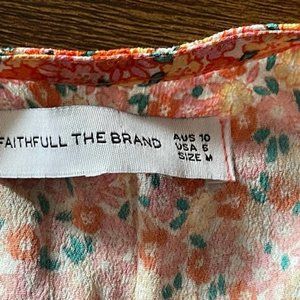 FAITHFULL THE BRAND
AUS 10
USA 6
SIZE M